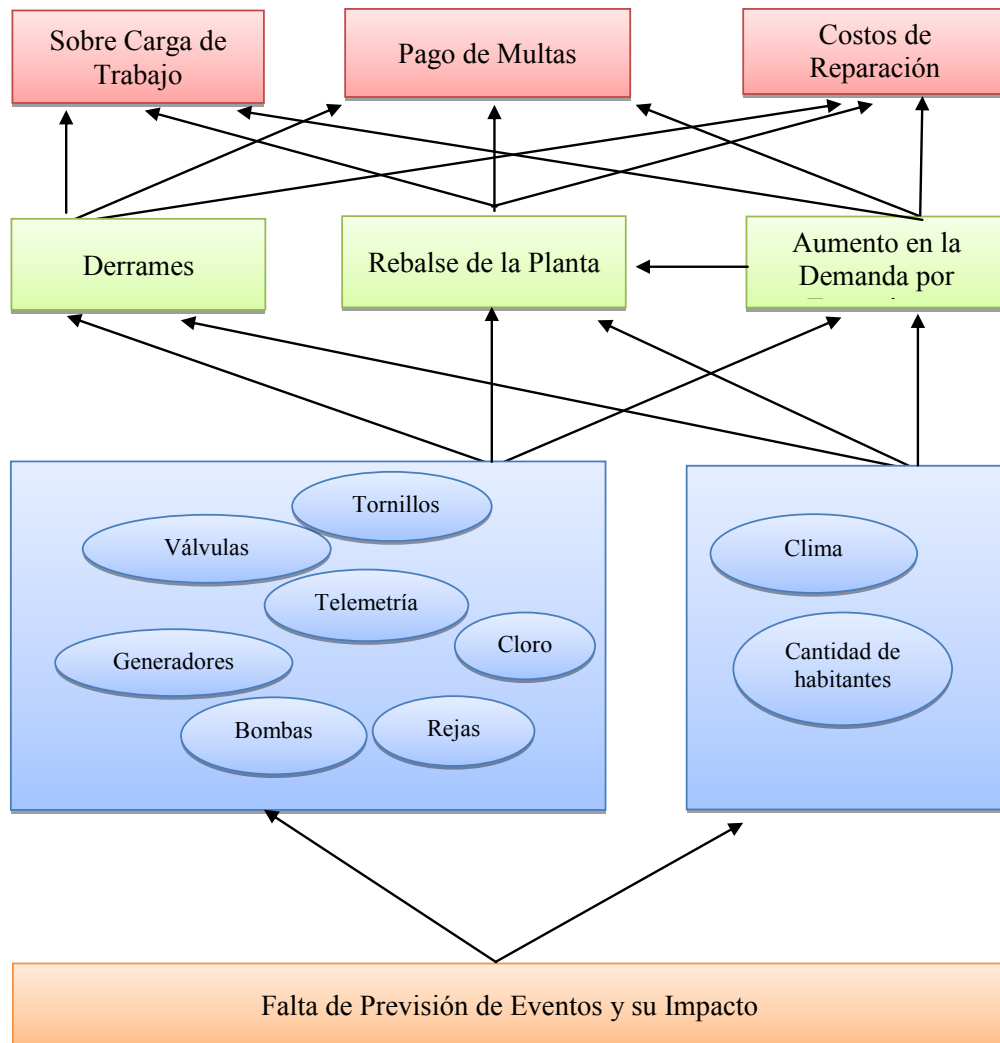 Sobre Carga de
Trabajo
Pago de Multas
Costos de
Reparación
Derrames
Rebalse de la Planta
Aumento en la
Demanda por
Tornillos
Válvulas
Telemetría
Cloro
Generadores
Bombas
Rejas
Clima
Cantidad de
habitantes
Falta de Previsión de Eventos y su Impacto